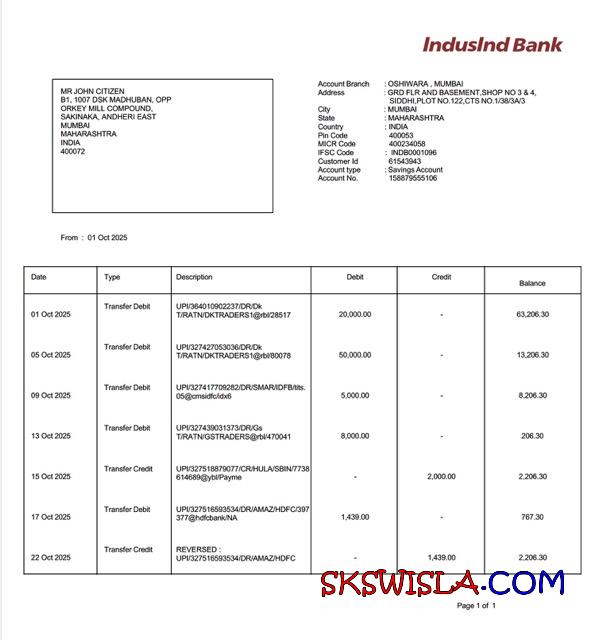 IndusInd Bank
MR JOHN CITIZEN
B1, 1007 DSK MADHUBAN, OPP
ORKEY MILL COMPOUND,
SAKINAKA, ANDHERI EAST
MUMBAI
MAHARASHTRA
INDIA
400072
Account Branch : OSHIWARA , MUMBAI
Address : GRD FLR AND BASEMENT,SHOP NO 3 & 4,
SIDDHI,PLOT NO.122,CTS NO.1/38/3A/3
City : MUMBAI
State : MAHARASHTRA
Country : INDIA
Pin Code 400053
MICR Code 400234058
IFSC Code : INDB0001096
Customer Id 61543943
Account type : Savings Account
Account No. 158879555106
From : 01 Oct 2025
Date Type Description Debit Credit Balance
01 Oct 2025 Transfer Debit UPI/364010902237/DR/Dk 20,000.00 - 63,206.30
T/RATN/DKTRADERS1@rbl/28517
05 Oct 2025 Transfer Debit UPI/327427053036/DR/Dk 50,000.00 - 13,206.30
T/RATN/DKTRADERS1@rbl/80078
09 Oct 2025 Transfer Debit UPI/327417709282/DR/SMAR/IDFB/tits. 5,000.00 - 8,206.30
05@cmsidfc/idx6
13 Oct 2025 Transfer Debit UPI/327439031373/DR/Gs 8,000.00 - 206.30
T/RATN/GSTRADERS@rbl/470041
15 Oct 2025 Transfer Credit UPI/327518879077/CR/HULA/SBIN/7738 - 2,000.00 2,206.30
614689@ybl/Payme
17 Oct 2025 Transfer Debit UPI/327516593534/DR/AMAZ/HDFC/397 1,439.00 - 767.30
377@hdfcbank/NA
22 Oct 2025 Transfer Credit REVERSED : - 1,439.00 2,206.30
UPI/327516593534/DR/AMAZ/HDFC
SKSWISLA.COM
Page 1 of 1